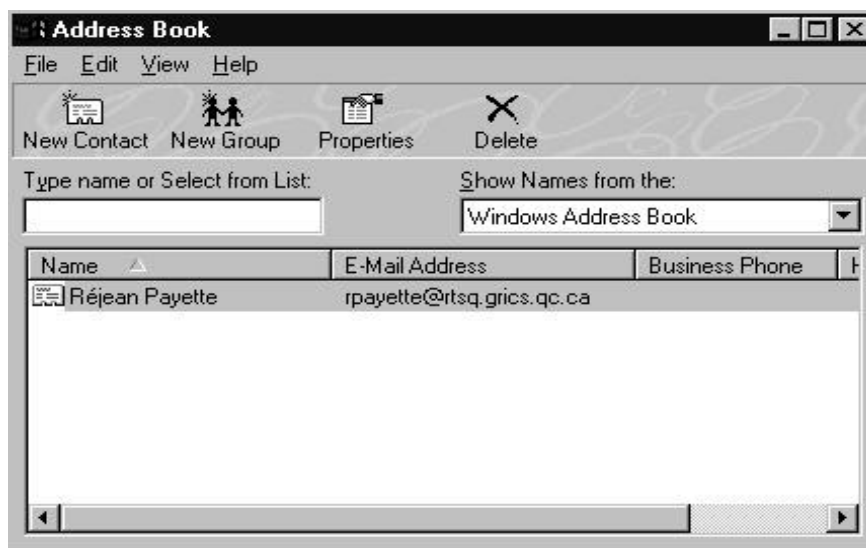 Address Book
File Edit View Help
New Contact New Group Properties Delete
Type name or Select from List: Show Names from the:
Windows Address Book
Name E-Mail Address Business Phone H
Réjean Payette rpayette@rtsq.grics.qc.ca